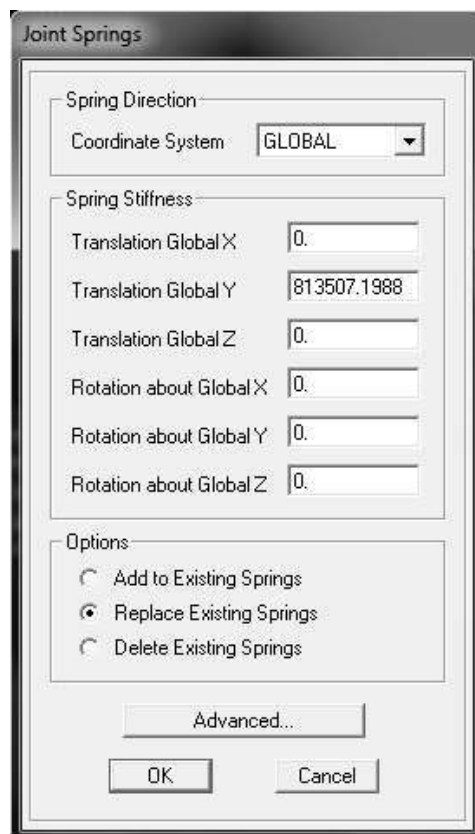 Joint Springs
Spring Direction
Coordinate System GLOBAL
Spring Stiffness
Translation Global X 0.
Translation Global Y 813507.1988
Translation Global Z 0.
Rotation about Global X 0.
Rotation about Global Y 0.
Rotation about Global Z 0.
Options
Add to Existing Springs
Replace Existing Springs
Delete Existing Springs
Advanced...
OK Cancel